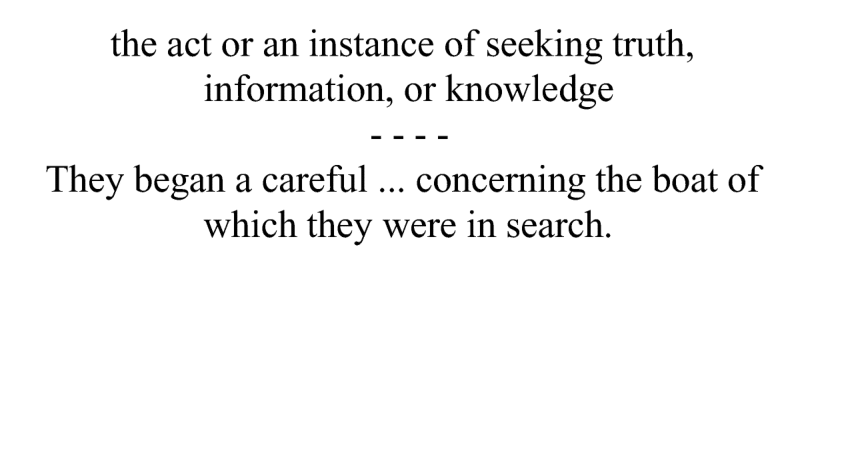 the act or an instance of seeking truth,
information, or knowledge
- - - -
They began a careful ... concerning the boat of
which they were in search.